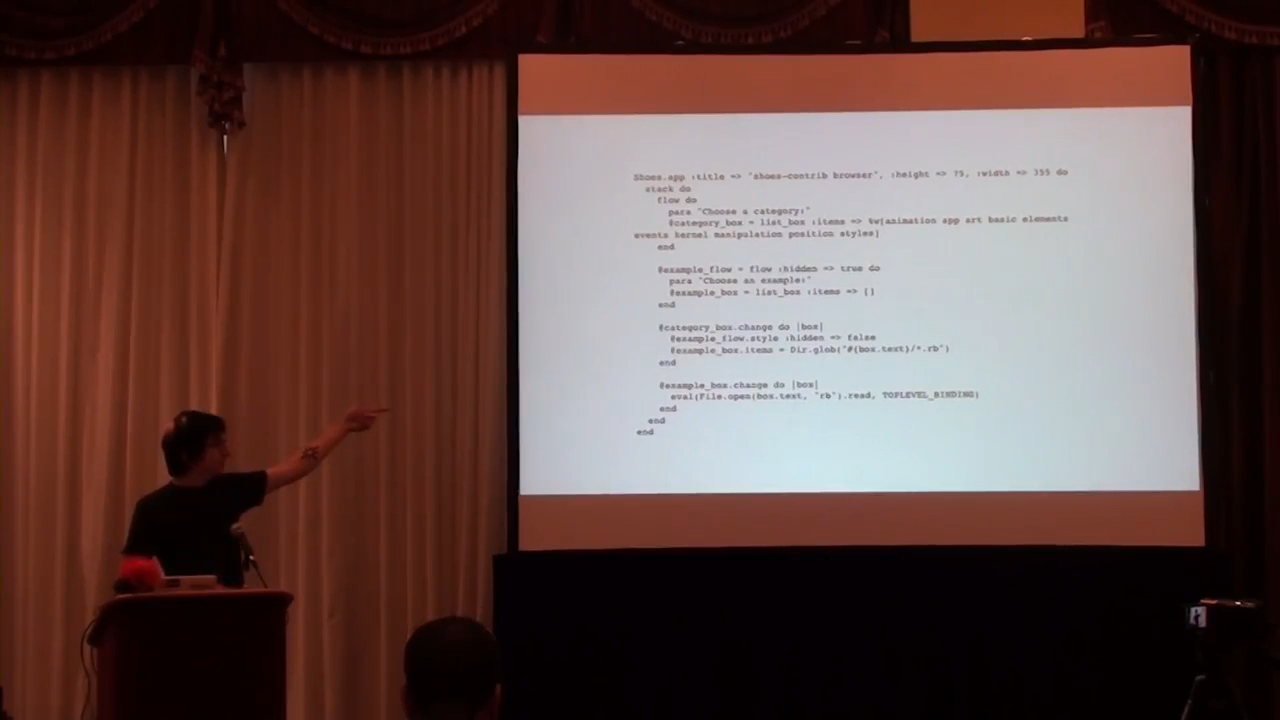 Shoes.app :title => "shoes-contrib browser", :height => 75, :width => 355 do
stack do
flow do
para "Choose a category:"
@category_box = list_box :items => %w[animation app art basic elements
events kernel manipulation position styles]
end
@example_flow = flow :hidden => true do
para "Choose an example:"
@example_box = list_box :items => []
end
@category_box.change do |box|
@example_flow.style :hidden => false
@example_box.items = Dir.glob("#{box.text}/*.rb")
end
@example_box.change do |box|
eval(File.open(box.text, "rb").read, TOPLEVEL_BINDING)
end
end
end